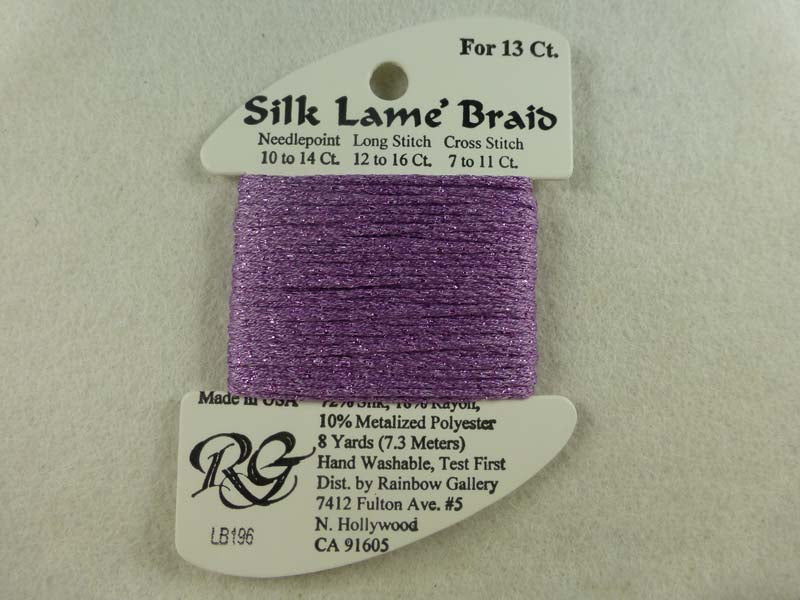 For 13 Ct.
Silk Lame' Braid
Needlepoint Long Stitch Cross Stitch
10 to 14 Ct. 12 to 16 Ct. 7 to 11 Ct.
Made in USA
72% Silk, 18% Rayon,
10% Metalized Polyester
8 Yards (7.3 Meters)
Hand Washable, Test First
Dist. by Rainbow Gallery
7412 Fulton Ave. #5
N. Hollywood
CA 91605
RG
LB196